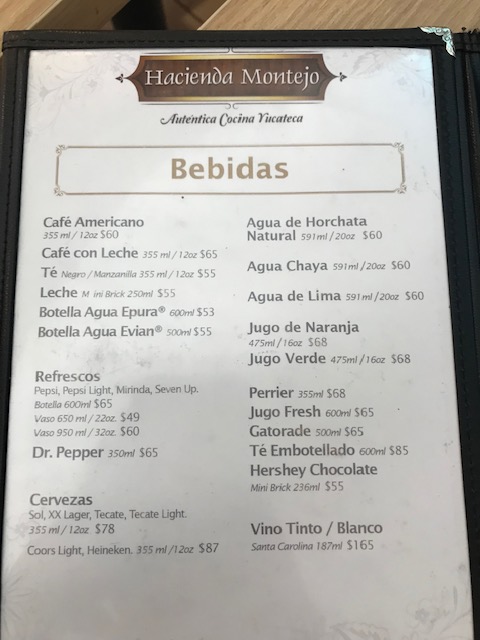 Hacienda Montejo
Auténtica Cocina Yucateca
Bebidas
Café Americano
355 ml / 12oz $60
Café con Leche 355 ml / 12oz $65
Té Negro / Manzanilla 355 ml / 12oz $55
Leche M ini Brick 250ml $55
Botella Agua Epura® 600ml $53
Botella Agua Evian® 500ml $55
Refrescos
Pepsi, Pepsi Light, Mirinda, Seven Up.
Botella 600ml $65
Vaso 650 ml / 22oz. $49
Vaso 950 ml / 32oz. $60
Dr. Pepper 350ml $65
Cervezas
Sol, XX Lager, Tecate, Tecate Light.
355 ml / 12oz $78
Coors Light, Heineken. 355 ml /12oz $87
Agua de Horchata
Natural 591ml /20oz $60
Agua Chaya 591ml /20oz $60
Agua de Lima 591ml /20oz $60
Jugo de Naranja
475ml /16oz $68
Jugo Verde 475ml /16oz $68
Perrier 355ml $68
Jugo Fresh 600ml $65
Gatorade 500ml $65
Té Embotellado 600ml $85
Hershey Chocolate
Mini Brick 236ml $55
Vino Tinto / Blanco
Santa Carolina 187ml $165